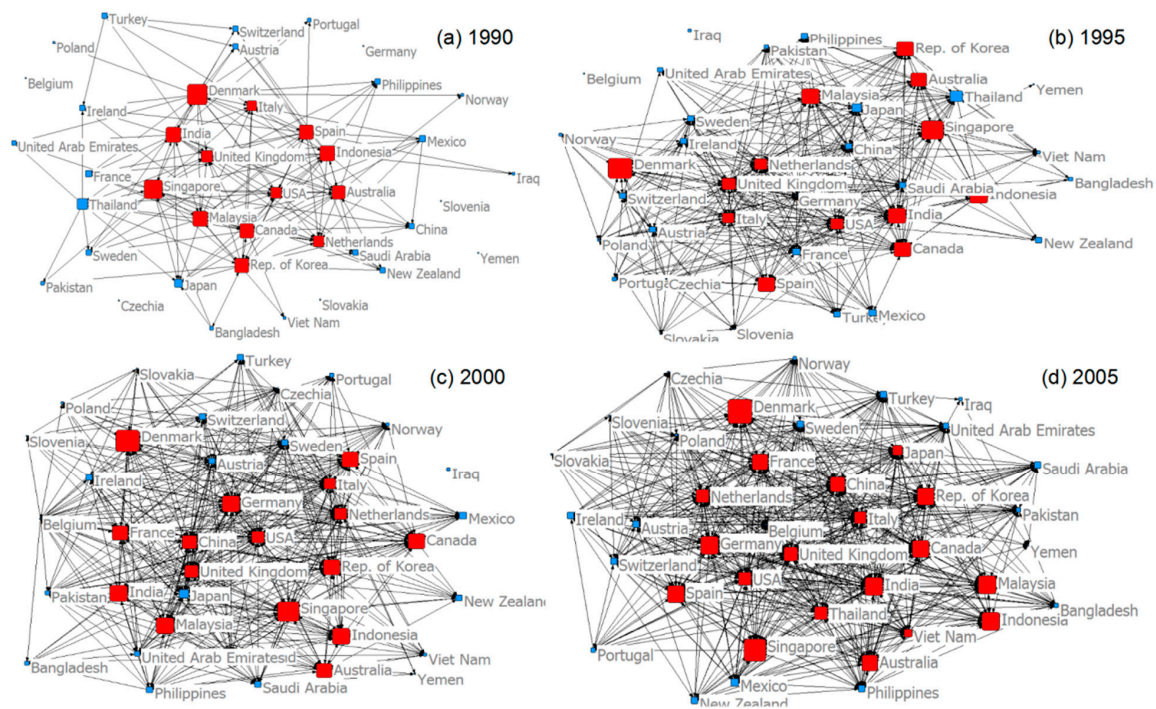 (a) 1990
Turkey
Switzerland
Portugal
Poland
Austria
Germany
Belgium
Denmark
Philippines
Ireland
Italy
Norway
India
Spain
United Arab Emirates
United Kingdom
Indonesia
Mexico
France
Iraq
Singapore
USA
Australia
Thailand
Slovenia
Malaysia
Canada
China
Netherlands
Sweden
Saudi Arabia
Yemen
Rep. of Korea
New Zealand
Pakistan
Japan
Czechia
Slovakia
Bangladesh
Viet Nam
(b) 1995
Iraq
Philippines
Rep. of Korea
Pakistan
Belgium
United Arab Emirates
Australia
Yemen
Malaysia
Thailand
Japan
Sweden
Singapore
Norway
Ireland
China
Viet Nam
Denmark
Netherlands
Bangladesh
United Kingdom
Saudi Arabia
Switzerland
Germany
Indonesia
Italy
USA
India
Austria
New Zealand
Poland
France
Canada
Portugal
Czechia
Spain
Turkey
Mexico
Slovakia
Slovenia
(c) 2000
Turkey
Slovakia
Portugal
Czechia
Poland
Switzerland
Norway
Slovenia
Denmark
Sweden
Spain
Austria
Iraq
Ireland
Italy
Germany
Belgium
Netherlands
Mexico
France
China
USA
Canada
United Kingdom
Rep. of Korea
Pakistan
India
Japan
New Zealand
Singapore
Malaysia
Indonesia
Bangladesh
United Arab Emirates
Viet Nam
Australia
Yemen
Philippines
Saudi Arabia
(d) 2005
Norway
Czechia
Turkey
Iraq
Denmark
Slovenia
Sweden
United Arab Emirates
Poland
Slovakia
France
Japan
Saudi Arabia
China
Netherlands
Rep. of Korea
Ireland
Austria
Italy
Pakistan
Belgium
Germany
United Kingdom
Canada
Yemen
Switzerland
USA
India
Malaysia
Spain
Thailand
Bangladesh
Indonesia
Viet Nam
Portugal
Singapore
Australia
Mexico
Philippines
New Zealand